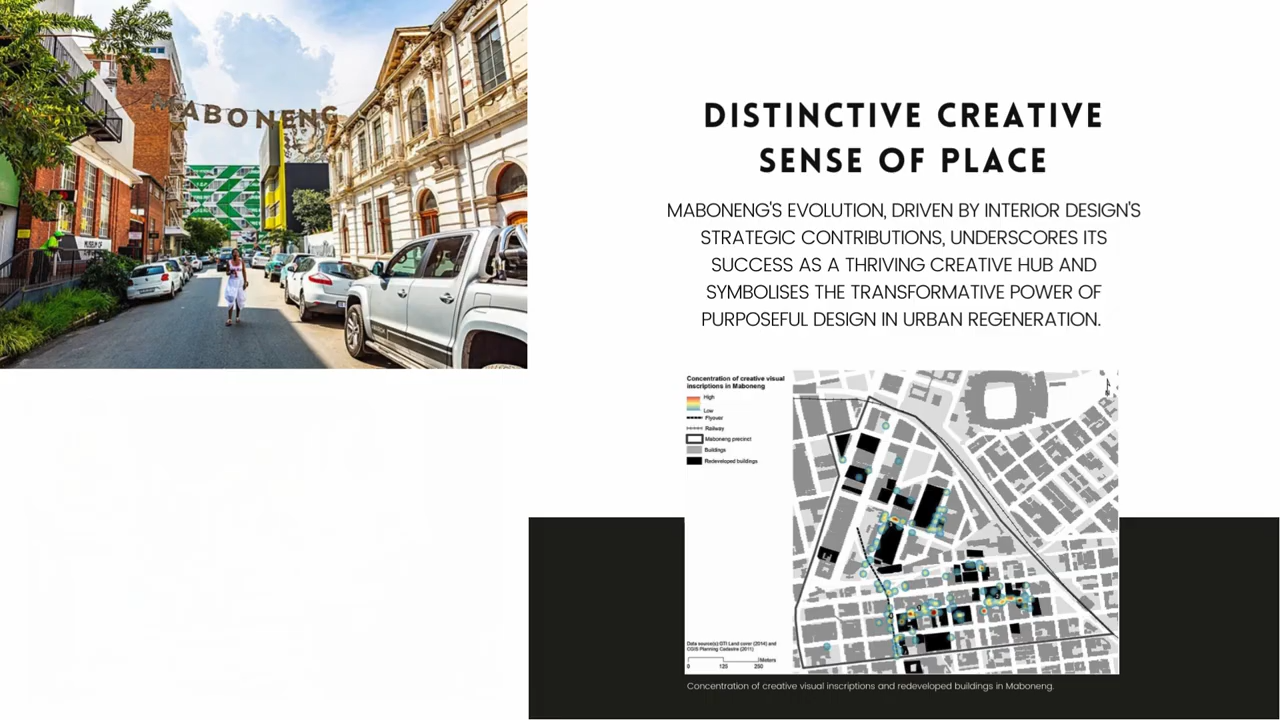 MABONENG
DISTINCTIVE CREATIVE
SENSE OF PLACE
MABONENG'S EVOLUTION, DRIVEN BY INTERIOR DESIGN'S
STRATEGIC CONTRIBUTIONS, UNDERSCORES ITS
SUCCESS AS A THRIVING CREATIVE HUB AND
SYMBOLISES THE TRANSFORMATIVE POWER OF
PURPOSEFUL DESIGN IN URBAN REGENERATION.
Concentration of creative visual
inscriptions in Maboneng
High
Low
Flyover
Railway
Maboneng precinct
Buildings
Redeveloped buildings
Data source(s) GTI Land cover (2014) and
CGIS Planning Cadastre (2011)
Meters
0 125 250
Concentration of creative visual inscriptions and redeveloped buildings in Maboneng.